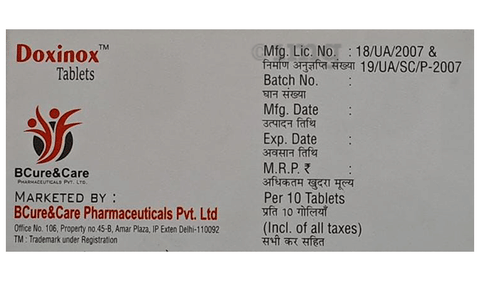 Doxinox™
Tablets
BCure&Care
PHARMACEUTICALS PVT. LTD.
MARKETED BY :
BCure&Care Pharmaceuticals Pvt. Ltd
Office No. 106, Property no.45-B, Amar Plaza, IP Exten Delhi-110092
TM : Trademark under Registration
Mfg. Lic. No. : 18/UA/2007 &
निर्माण अनुज्ञप्ति संख्या 19/UA/SC/P-2007
Batch No. :
घान संख्या
Mfg. Date :
उत्पादन तिथि
Exp. Date :
अवसान तिथि
M.R.P. ₹ :
अधिकतम खुदरा मूल्य
Per 10 Tablets
प्रति 10 गोलियाँ
(Incl. of all taxes)
सभी कर सहित